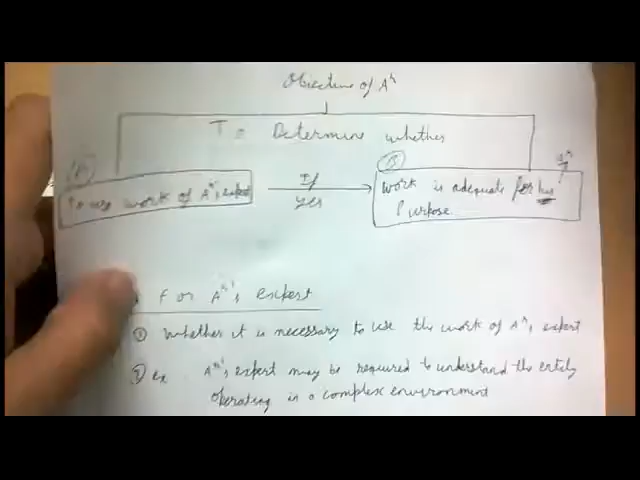 Objective of Aʳ
To Determine whether
(A)
(B)
To use work of Aʳ's expert
If
yes
work is adequate for his
Purpose
Aʳ
For Aʳ's expert
① Whether it is necessary to use the work of Aʳ's expert
② ex Aʳ's expert may be required to understand the entity
operating in a complex environment